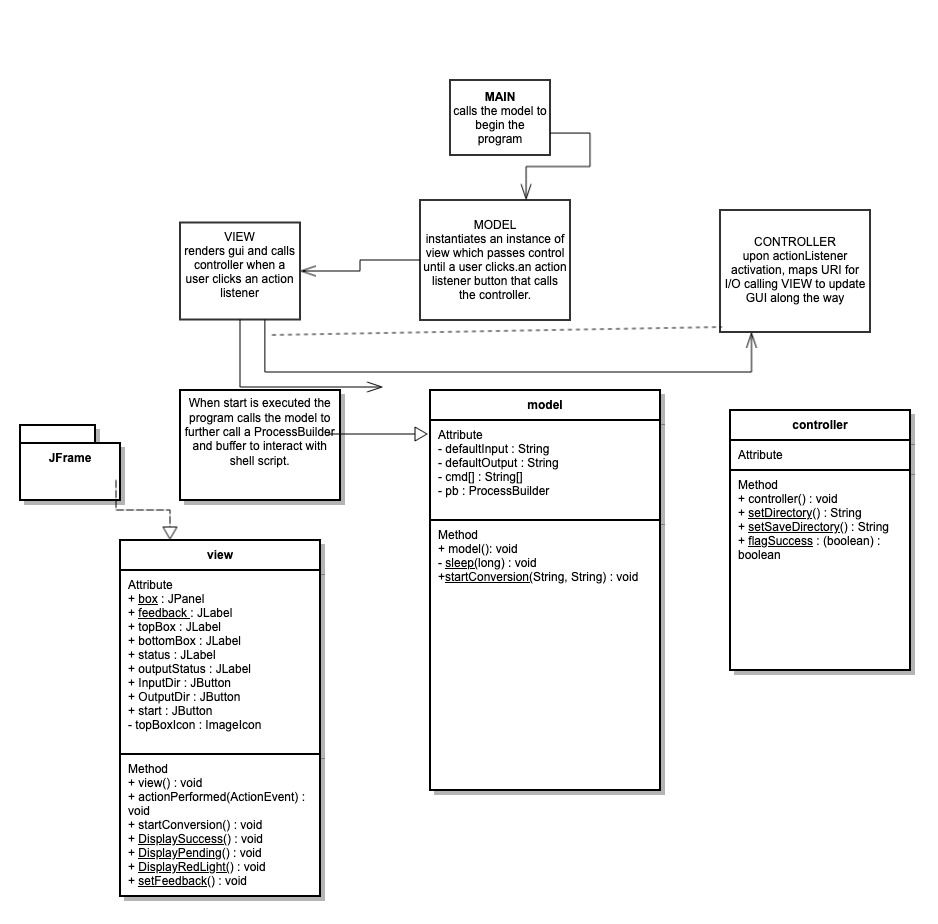 MAIN
calls the model to
begin the
program
MODEL
instantiates an instance of
view which passes control
until a user clicks.an action
listener button that calls
the controller.
VIEW
renders gui and calls
controller when a
user clicks an action
listener
CONTROLLER
upon actionListener
activation, maps URI for
I/O calling VIEW to update
GUI along the way
When start is executed the
program calls the model to
further call a ProcessBuilder
and buffer to interact with
shell script.
JFrame
model
Attribute
- defaultInput : String
- defaultOutput : String
- cmd[] : String[]
- pb : ProcessBuilder
Method
+ model(): void
- sleep(long) : void
+startConversion(String, String) : void
controller
Attribute
Method
+ controller() : void
+ setDirectory() : String
+ setSaveDirectory() : String
+ flagSuccess : (boolean) :
boolean
view
Attribute
+ box : JPanel
+ feedback : JLabel
+ topBox : JLabel
+ bottomBox : JLabel
+ status : JLabel
+ outputStatus : JLabel
+ InputDir : JButton
+ OutputDir : JButton
+ start : JButton
- topBoxIcon : ImageIcon
Method
+ view() : void
+ actionPerformed(ActionEvent) :
void
+ startConversion() : void
+ DisplaySuccess() : void
+ DisplayPending() : void
+ DisplayRedLight() : void
+ setFeedback() : void